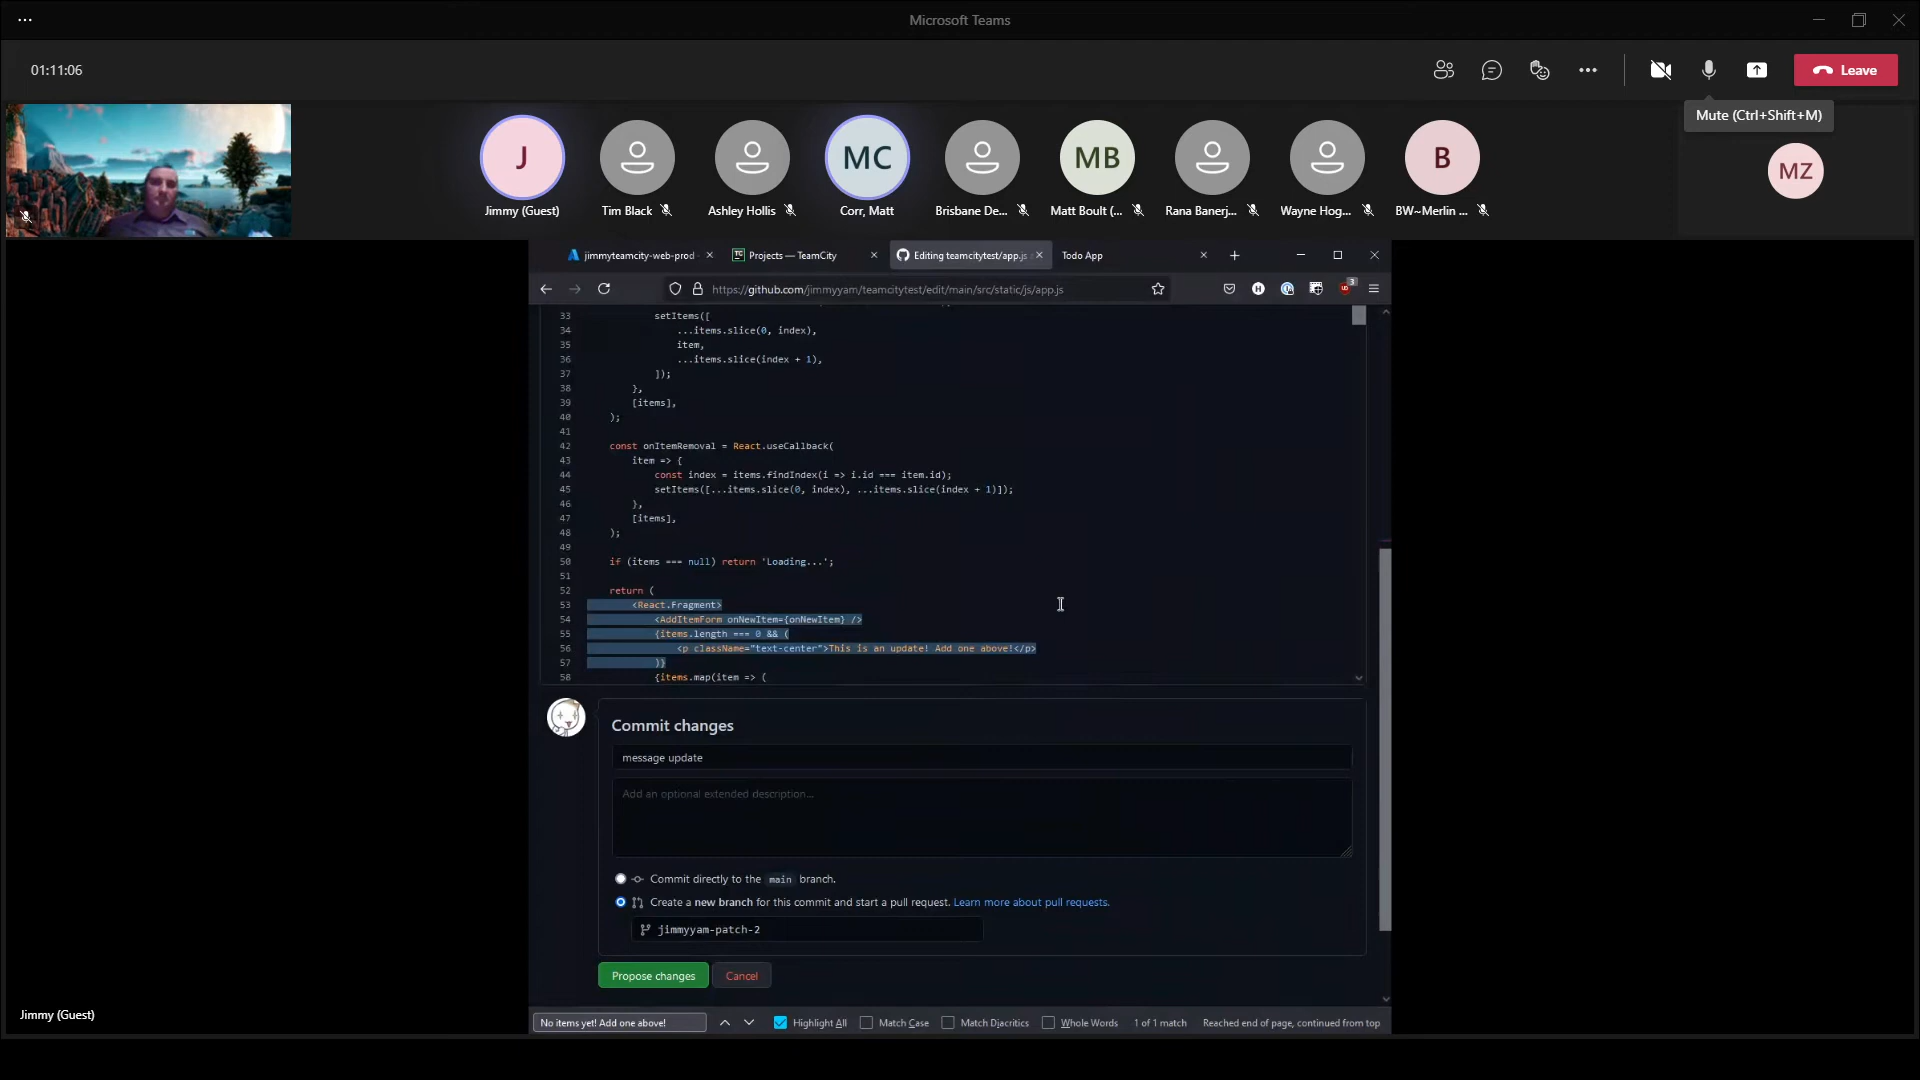 Microsoft Teams
01:11:06
Leave
Mute (Ctrl+Shift+M)
J
MC
MB
B
MZ
Jimmy (Guest)
Tim Black
Ashley Hollis
Corr, Matt
Brisbane De...
Matt Boult (...
Rana Banerj...
Wayne Hog...
BW~Merlin ...
jimmyteamcity-web-prod
TC
Projects — TeamCity
Editing teamcitytest/app.js
Todo App
https://github.com/jimmyyam/teamcitytest/edit/main/src/static/js/app.js
3
33 setItems([
34 ...items.slice(0, index),
35 item,
36 ...items.slice(index + 1),
37 ]);
38 },
39 [items],
40 );
41
42 const onItemRemoval = React.useCallback(
43 item => {
44 const index = items.findIndex(i => i.id === item.id);
45 setItems([...items.slice(0, index), ...items.slice(index + 1)]);
46 },
47 [items],
48 );
49
50 if (items === null) return 'Loading...';
51
52 return (
53 <React.Fragment>
54 <AddItemForm onNewItem={onNewItem} />
55 {items.length === 0 && (
56 <p className="text-center">This is an update! Add one above!</p>
57 )}
58 {items.map(item => (
Commit changes
message update
Add an optional extended description...
Commit directly to the main branch.
Create a new branch for this commit and start a pull request. Learn more about pull requests.
jimmyyam-patch-2
Propose changes
Cancel
Jimmy (Guest)
No items yet! Add one above!
Highlight All
Match Case
Match Diacritics
Whole Words
1 of 1 match
Reached end of page, continued from top